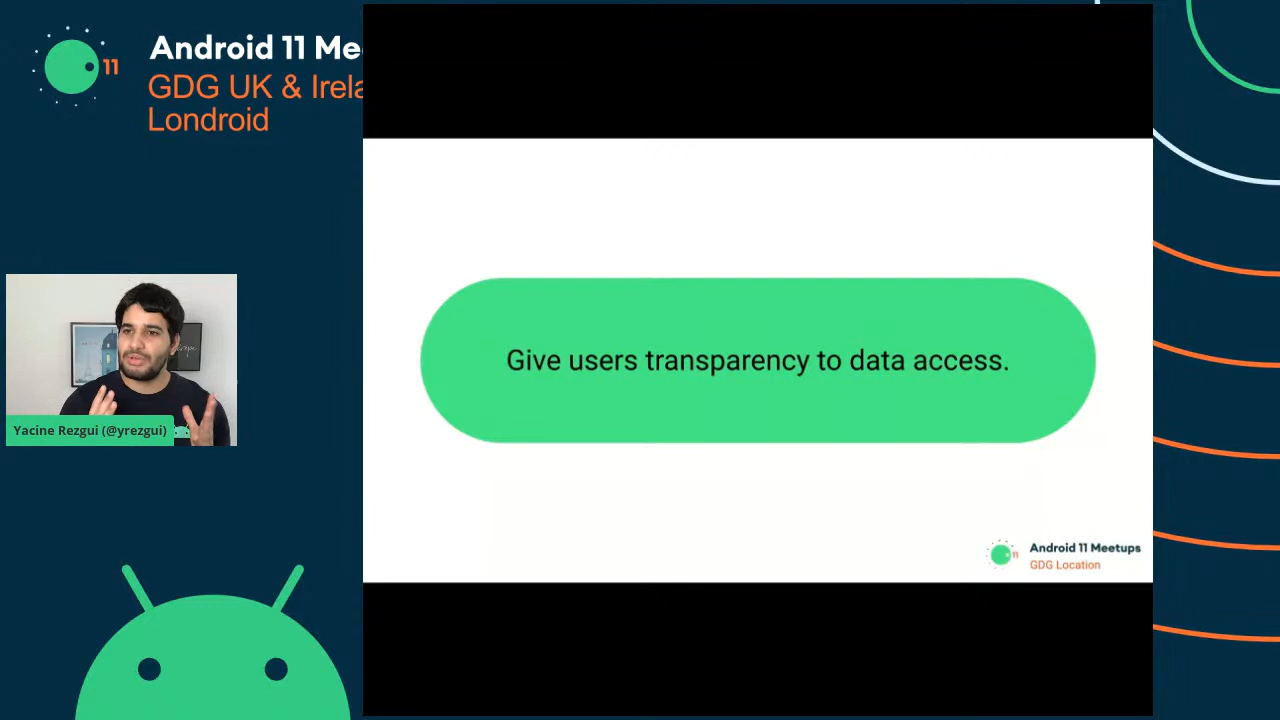 11
Android 11 Me
GDG UK & Irela
Londroid
Give users transparency to data access.
Yacine Rezgui (@yrezgui)
11
Android 11 Meetups
GDG Location